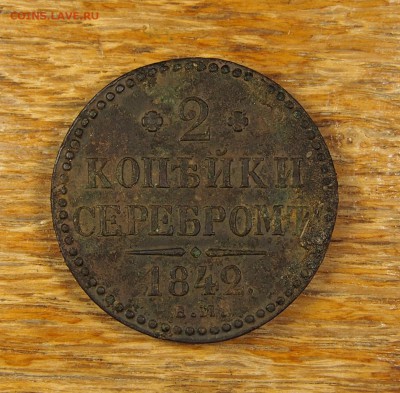 COINS.LAVE.RU
2
КОПѢЙКИ
СЕРЕБРОМЪ
1842.